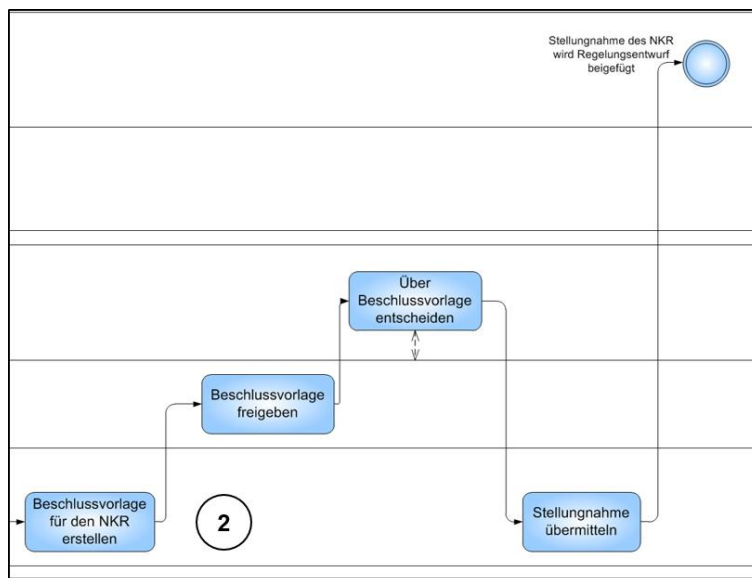 Stellungnahme des NKR
wird Regelungsentwurf
beigefügt
Über
Beschlussvorlage
entscheiden
Beschlussvorlage
freigeben
Beschlussvorlage
für den NKR
erstellen
2
Stellungnahme
übermitteln